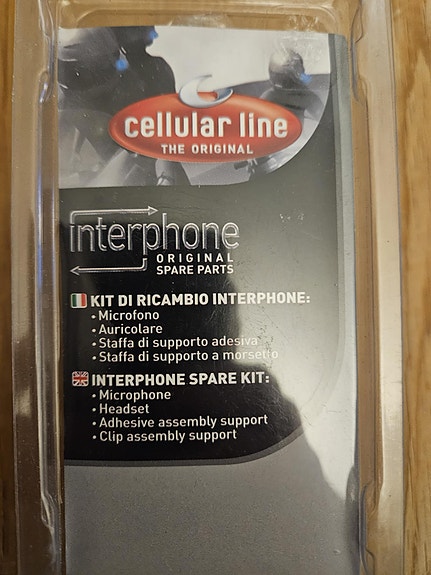 cellular line
THE ORIGINAL
interphone
ORIGINAL
SPARE PARTS
KIT DI RICAMBIO INTERPHONE:
• Microfono
• Auricolare
• Staffa di supporto adesiva
• Staffa di supporto a morsetto
INTERPHONE SPARE KIT:
• Microphone
• Headset
• Adhesive assembly support
• Clip assembly support